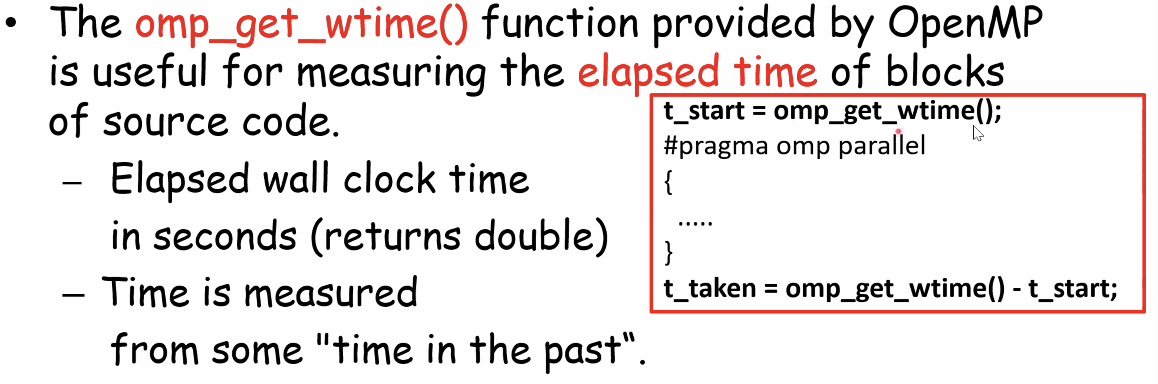 • The omp_get_wtime() function provided by OpenMP
is useful for measuring the elapsed time of blocks
of source code.
– Elapsed wall clock time
in seconds (returns double)
– Time is measured
from some "time in the past“.
t_start = omp_get_wtime();
#pragma omp parallel
{
.....
}
t_taken = omp_get_wtime() - t_start;